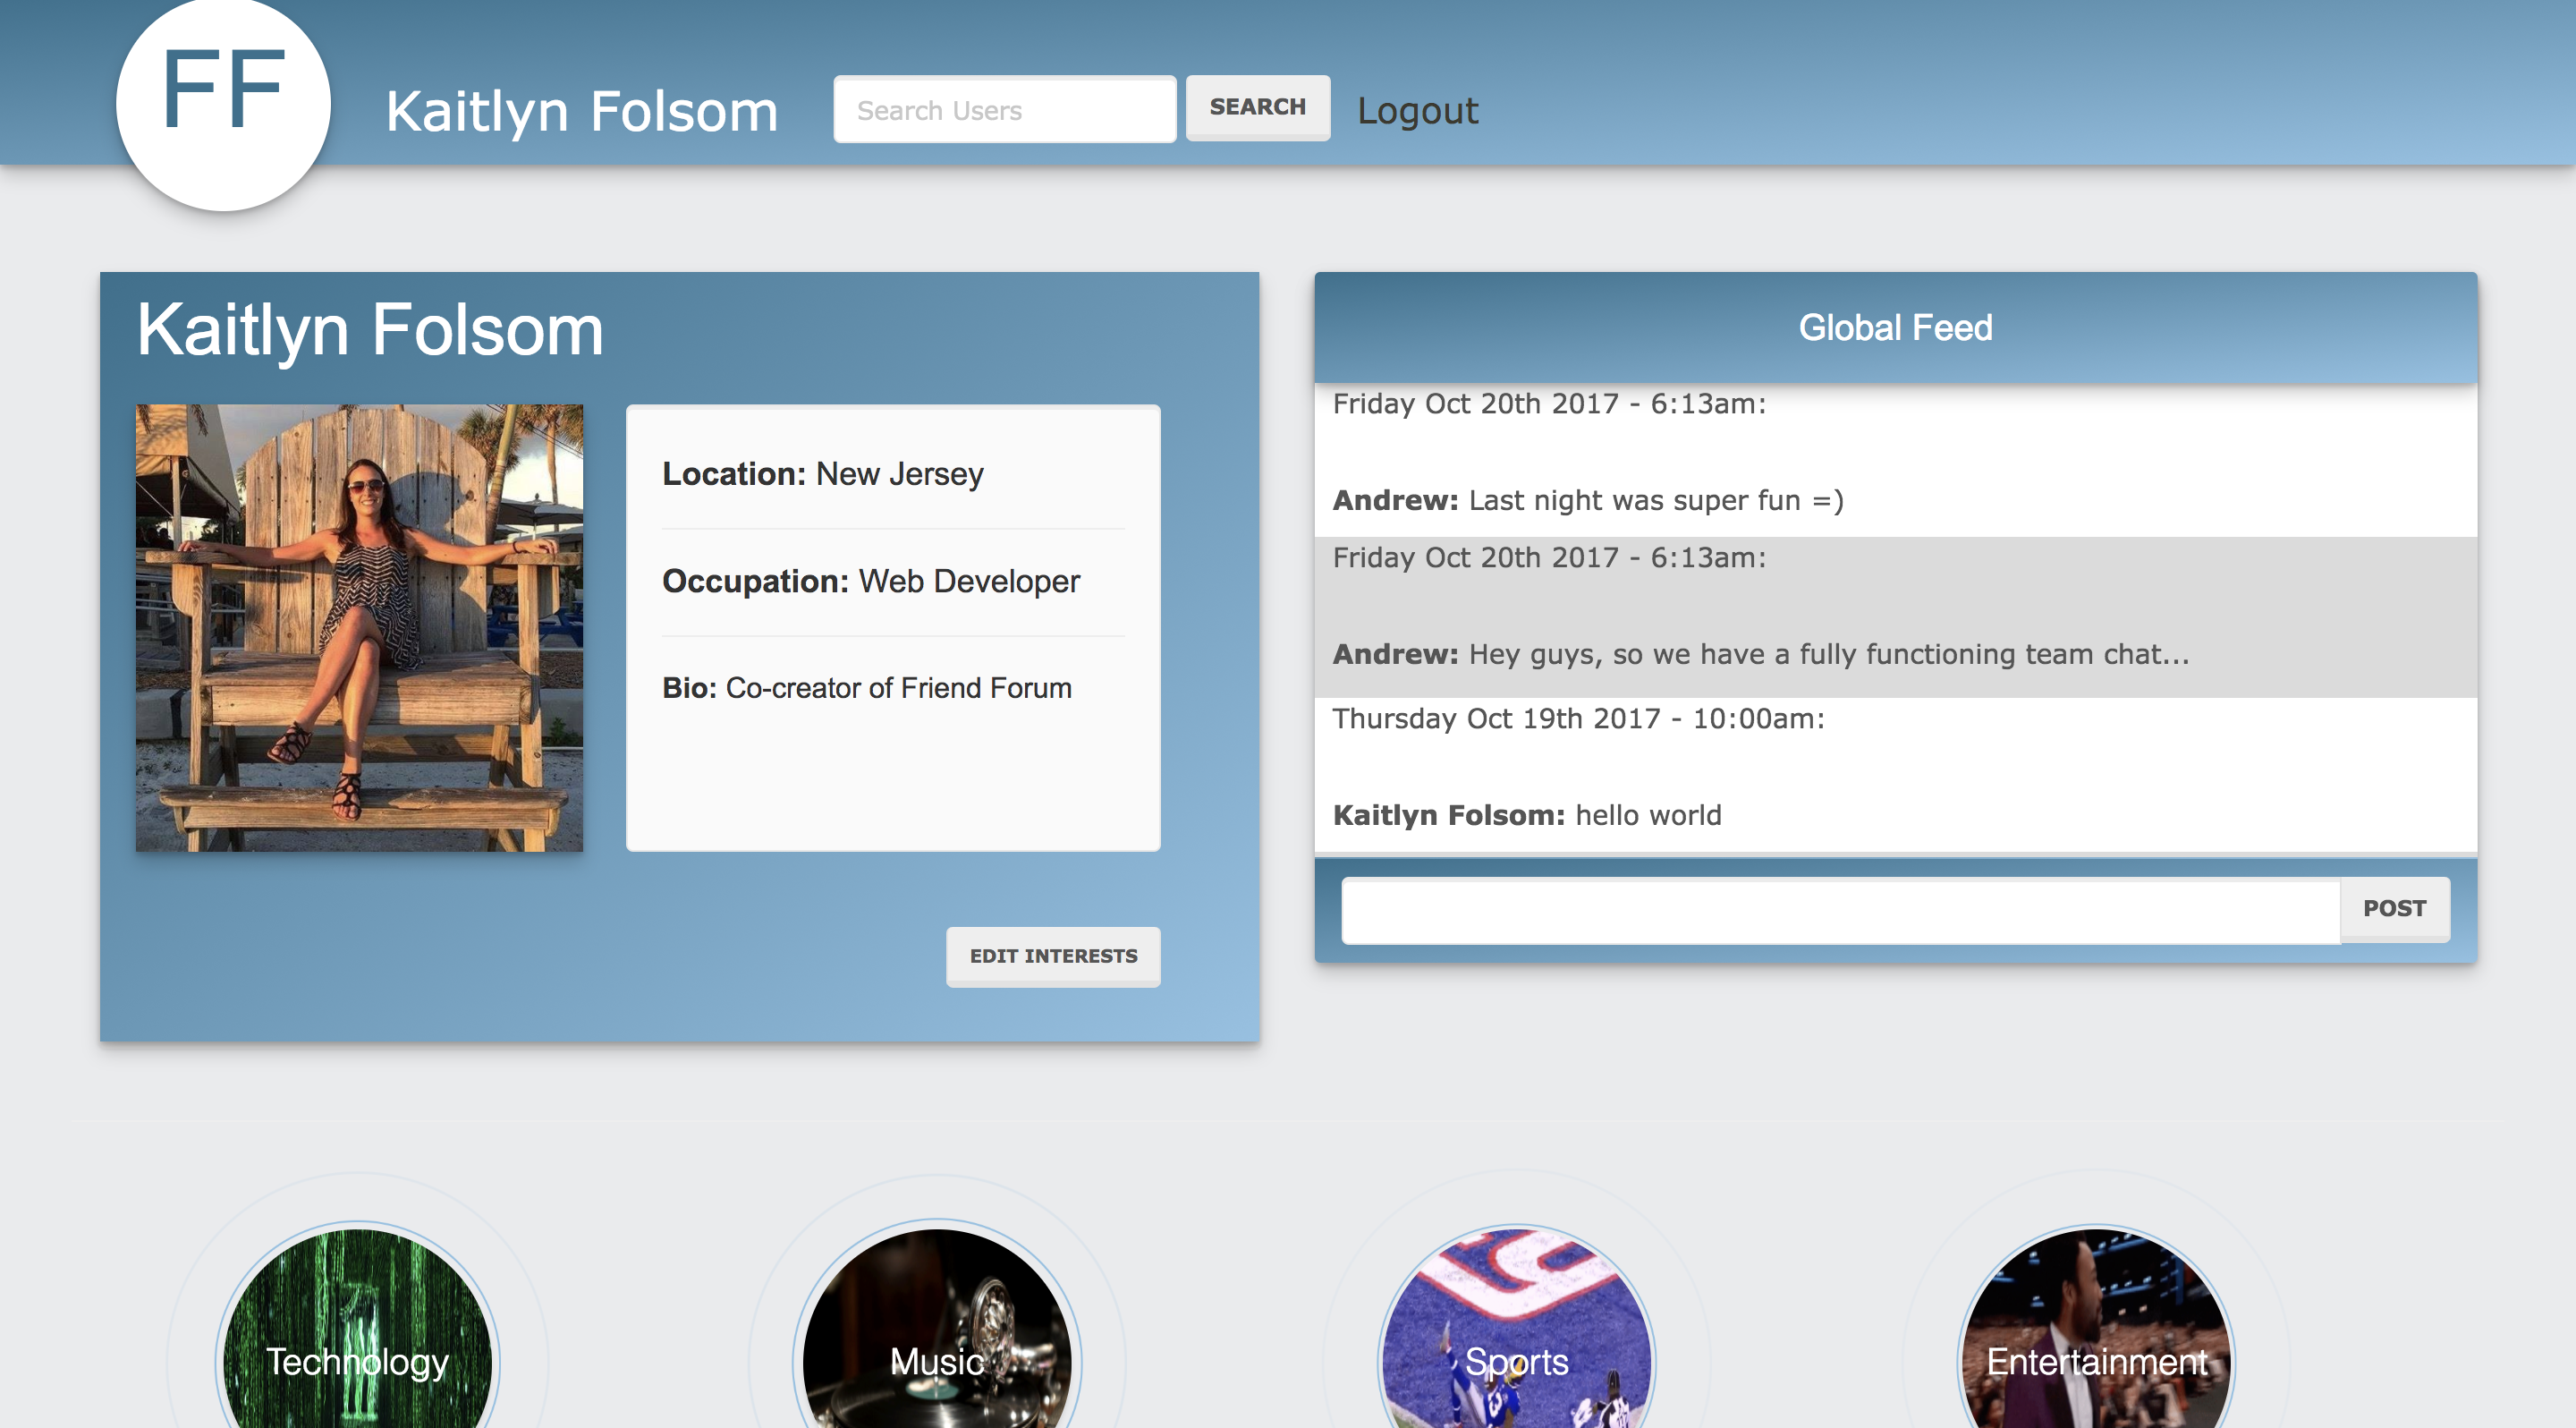 FF
Kaitlyn Folsom
Search Users
SEARCH
Logout
Kaitlyn Folsom
Location: New Jersey
Occupation: Web Developer
Bio: Co-creator of Friend Forum
EDIT INTERESTS
Global Feed
Friday Oct 20th 2017 - 6:13am:
Andrew: Last night was super fun =)
Friday Oct 20th 2017 - 6:13am:
Andrew: Hey guys, so we have a fully functioning team chat...
Thursday Oct 19th 2017 - 10:00am:
Kaitlyn Folsom: hello world
POST
Technology
Music
Sports
Entertainment